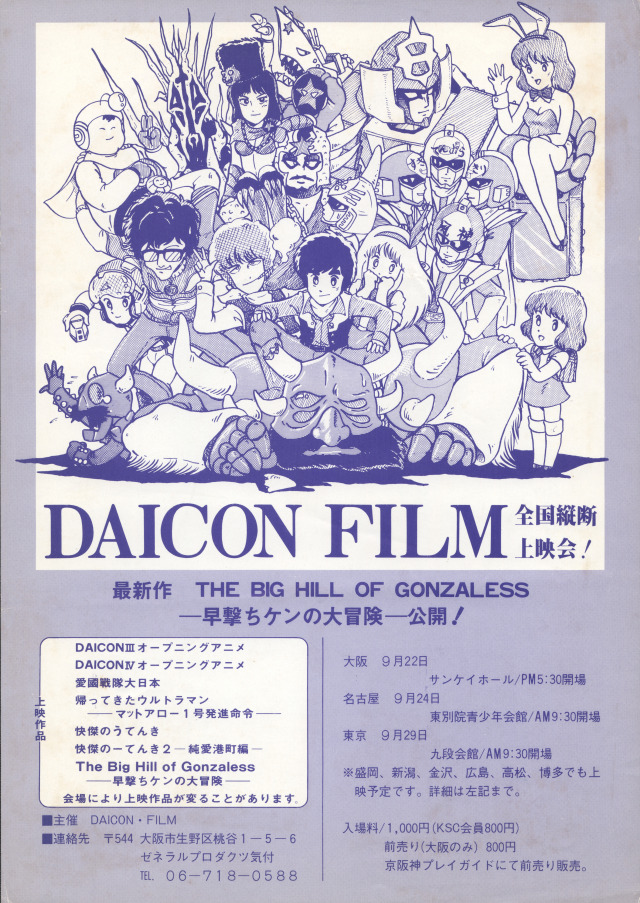 DAICON FILM 全国縦断
上映会!
最新作 THE BIG HILL OF GONZALESS
—早撃ちケンの大冒険—公開!
上映作品
DAICONⅢオープニングアニメ
DAICONⅣオープニングアニメ
愛國戰隊大日本
帰ってきたウルトラマン
——マットアロー1号発進命令——
快傑のうてんき
快傑のーてんき2—純愛港町編—
The Big Hill of Gonzaless
——早撃ちケンの大冒険——
会場により上映作品が変ることがあります。
■主催 DAICON・FILM
■連絡先 〒544 大阪市生野区桃谷1-5-6
ゼネラルプロダクツ気付
TEL. 06-718-0588
大阪 9月22日
サンケイホール/PM5:30開場
名古屋 9月24日
東別院青少年会館/AM9:30開場
東京 9月29日
九段会館/AM9:30開場
※盛岡、新潟、金沢、広島、高松、博多でも上
映予定です。詳細は左記まで。
入場料/1,000円(KSC会員800円)
前売り(大阪のみ) 800円
京阪神プレイガイドにて前売り販売。